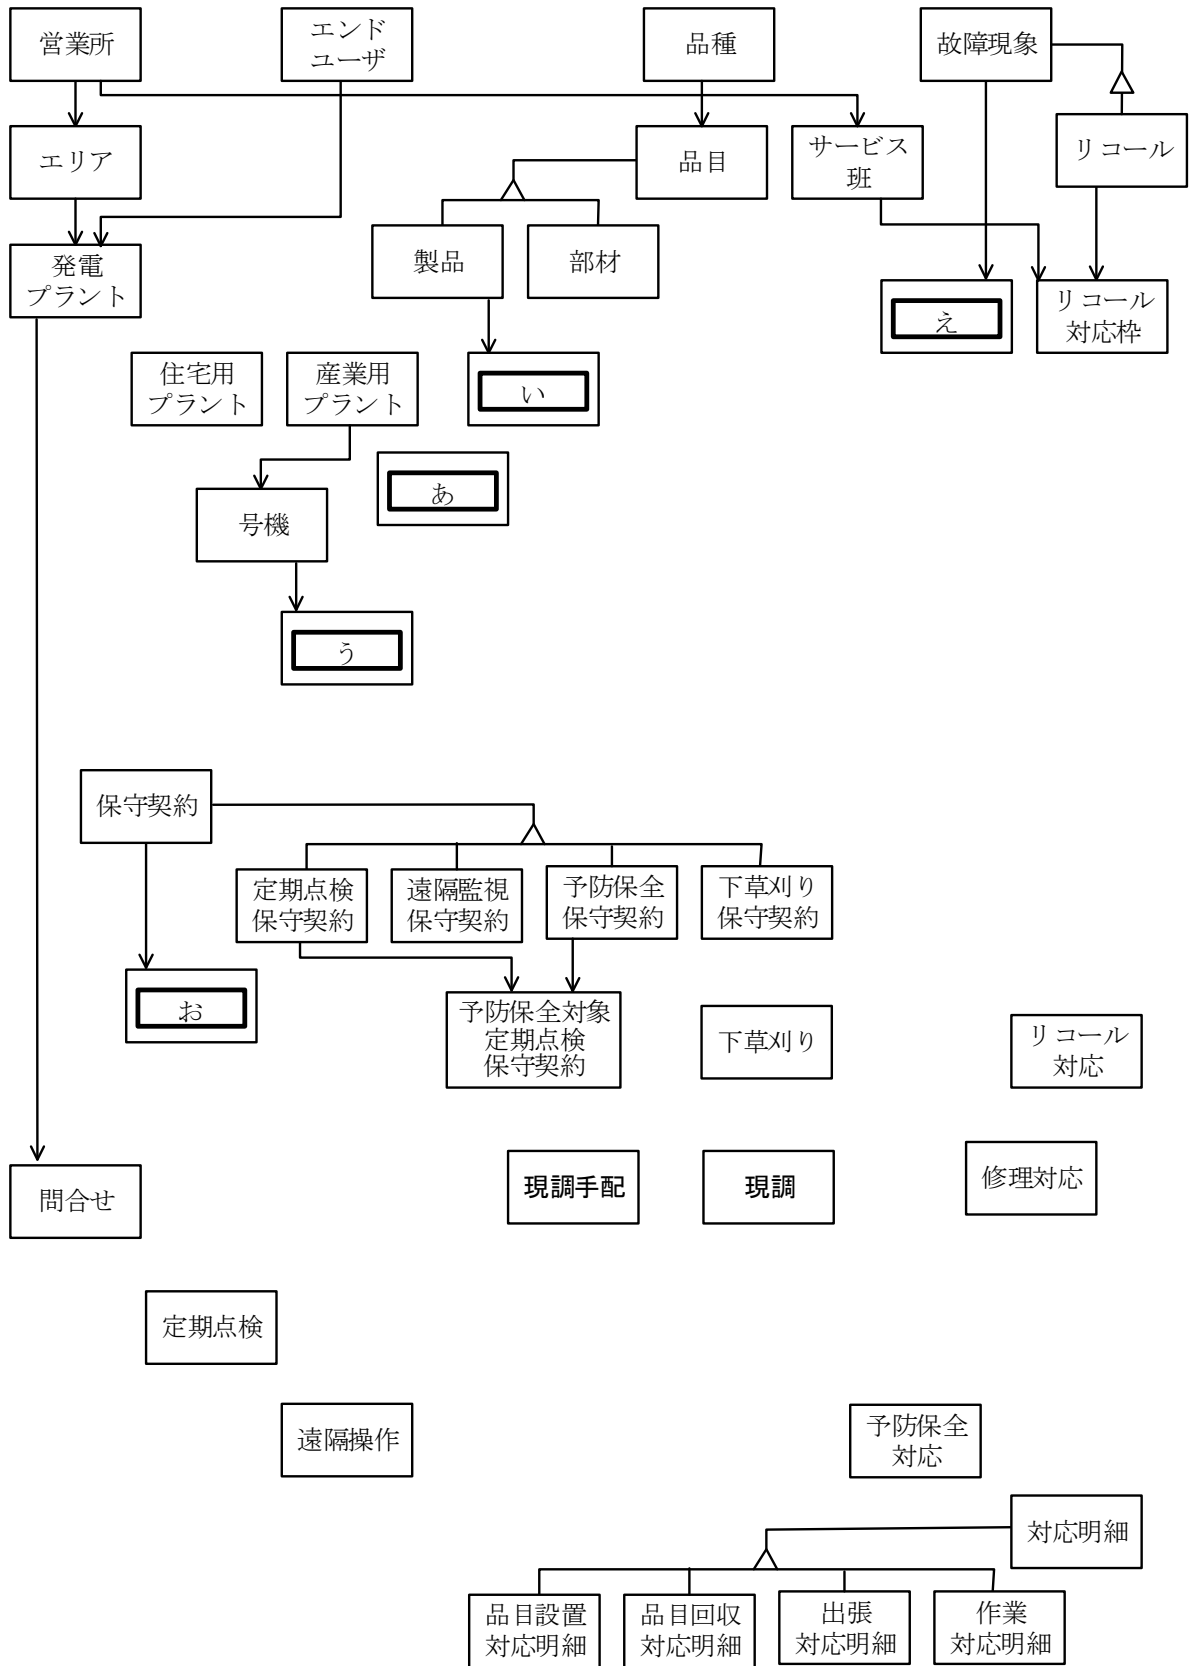 営業所
エンド
ユーザ
品種
故障現象
エリア
品目
サービス
班
リコール
発電
プラント
製品
部材
え
リコール
対応枠
住宅用
プラント
産業用
プラント
い
あ
号機
う
保守契約
定期点検
保守契約
遠隔監視
保守契約
予防保全
保守契約
下草刈り
保守契約
お
予防保全対象
定期点検
保守契約
下草刈り
リコール
対応
問合せ
現調手配
現調
修理対応
定期点検
遠隔操作
予防保全
対応
対応明細
品目設置
対応明細
品目回収
対応明細
出張
対応明細
作業
対応明細